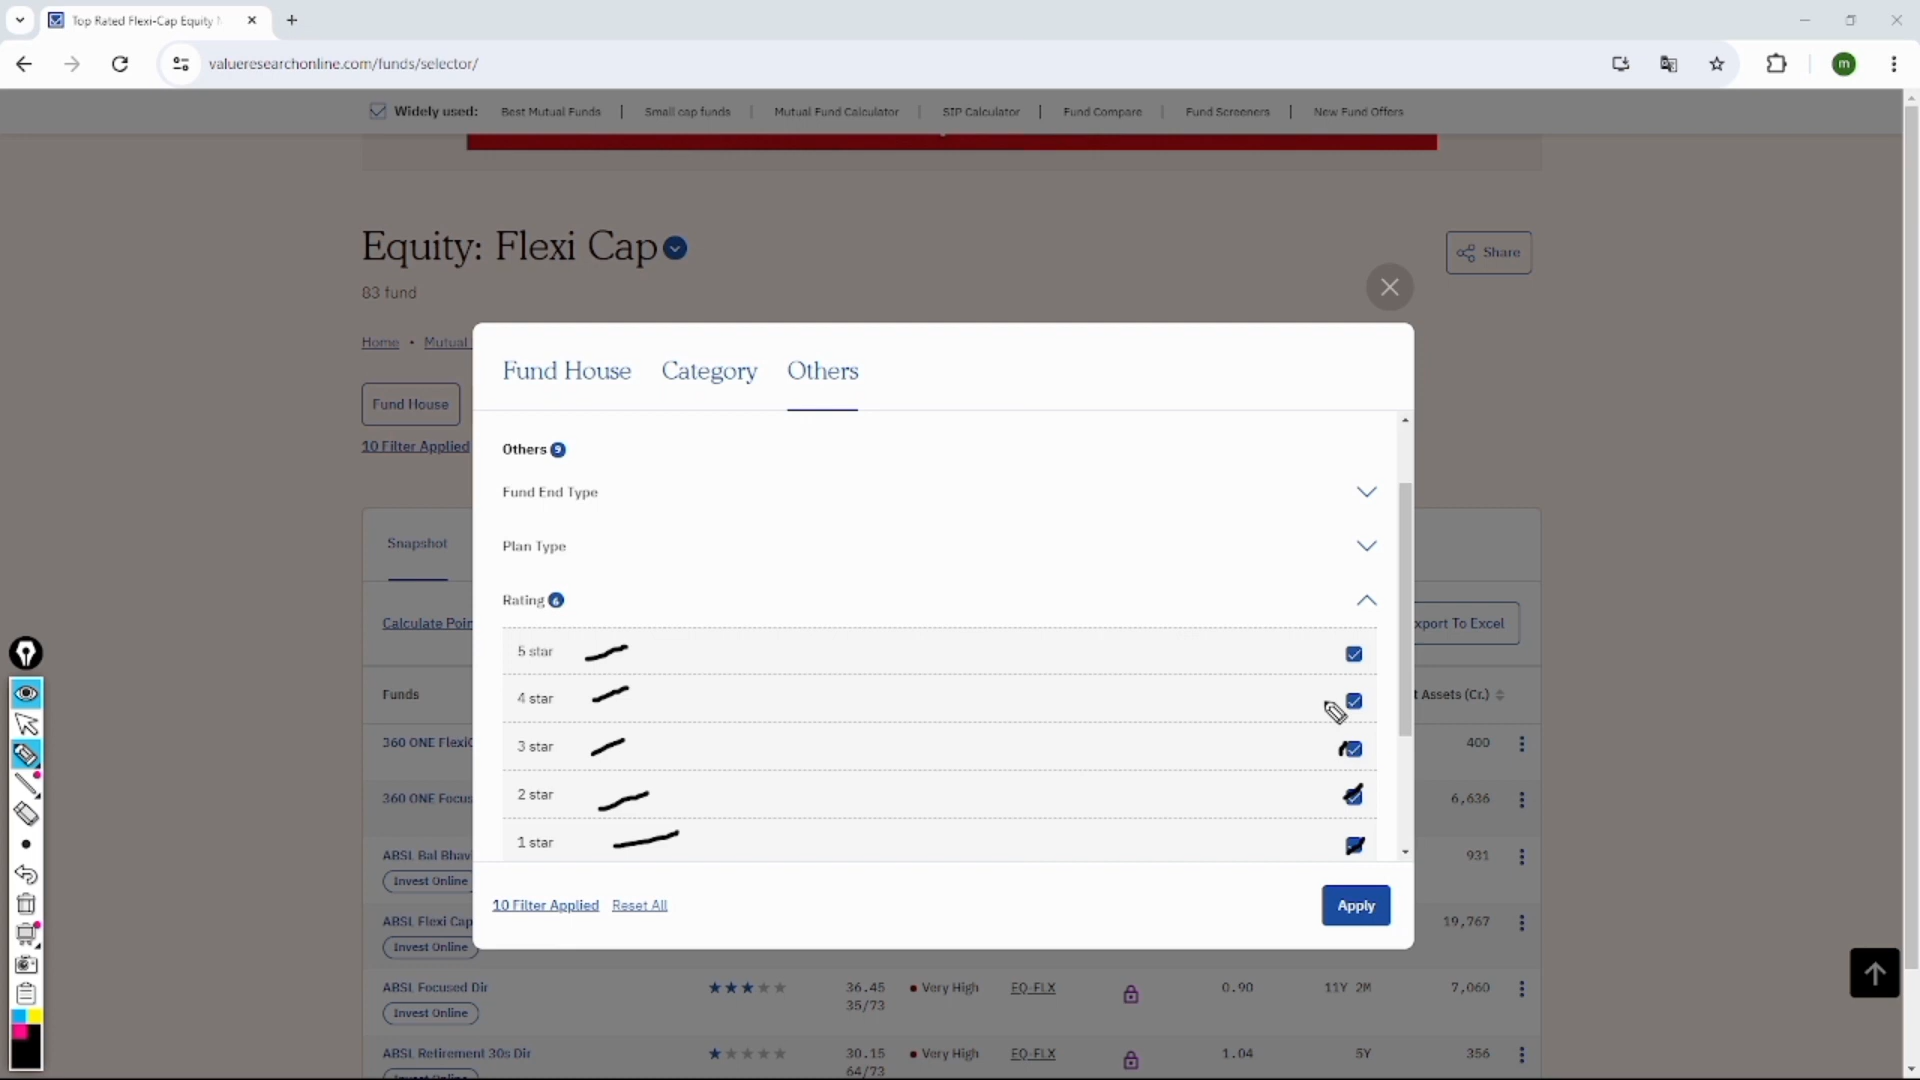 Top Rated Flexi-Cap Equity
valueresearchonline.com/funds/selector/
m
Widely used: Best Mutual Funds | Small cap funds | Mutual Fund Calculator | SIP Calculator | Fund Compare | Fund Screeners | New Fund Offers
Equity: Flexi Cap
Share
83 fund
Home • Mutual
Fund House Category Others
Fund House
10 Filter Applied
Others 9
Fund End Type
Snapshot
Plan Type
Rating 6
Calculate Poin
xport To Excel
5 star
4 star
Funds
t Assets (Cr.)
3 star
360 ONE FlexiC
400
2 star
360 ONE Focus
6,636
1 star
ABSL Bal Bhav
931
Invest Online
10 Filter Applied Reset All
Apply
ABSL Flexi Cap
19,767
Invest Online
ABSL Focused Dir 36.45 Very High EQ-FLX 0.90 11Y 2M 7,060
35/73
Invest Online
ABSL Retirement 30s Dir 30.15 Very High EQ-FLX 1.04 5Y 356
64/73